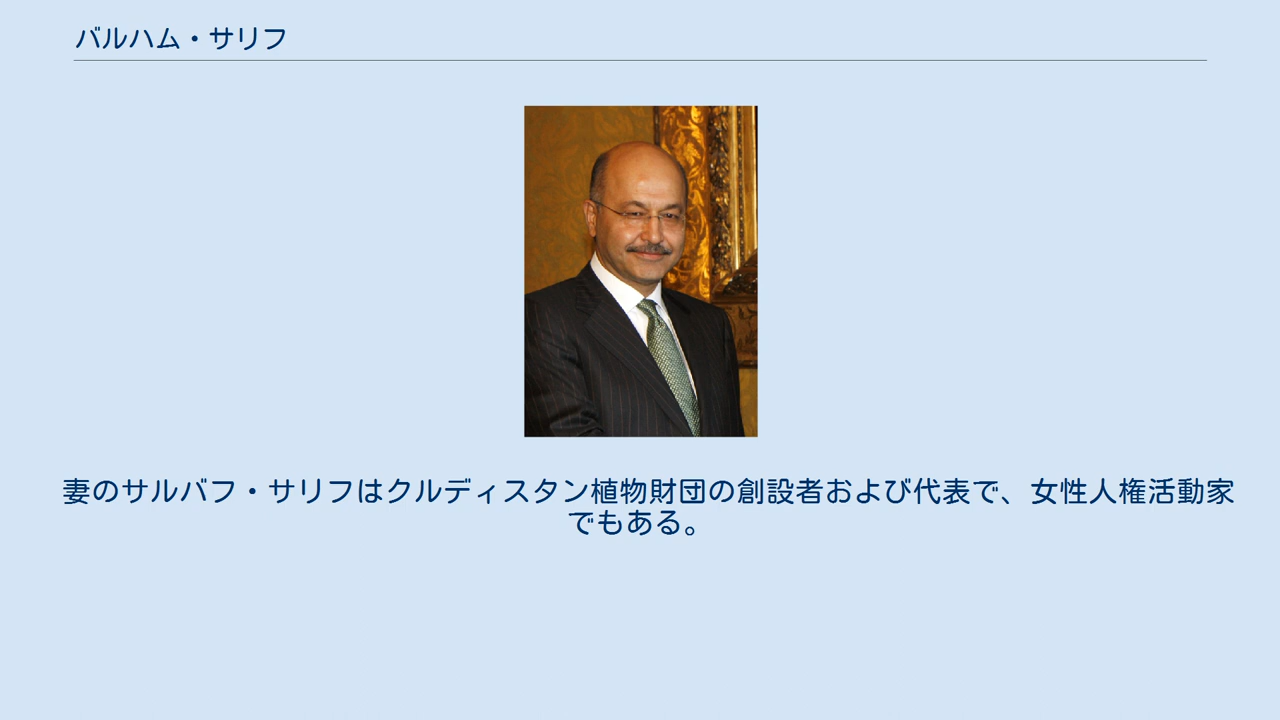 バルハム・サリフ
妻のサルバフ・サリフはクルディスタン植物財団の創設者および代表で、女性人権活動家
でもある。